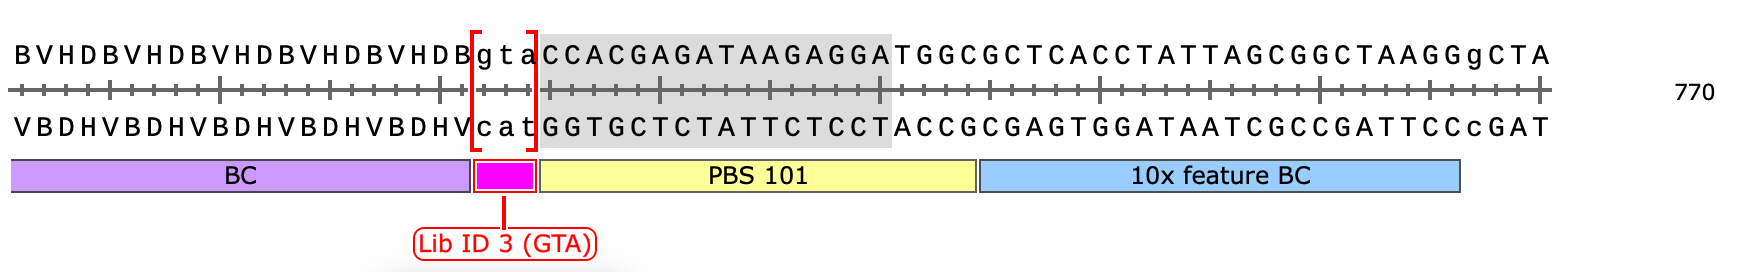 BVHDBVHDBVHDBVHDBVHDBgtaCCACGAGATAAGAGGATGGCGCTCACCTATTAGCGGCTAAGGgCTA
770
VBDHVBDHVBDHVBDHVBDHVcatGGTGCTCTATTCTCCTACCGCGAGTGGATAATCGCCGATTCCcGAT
BC
PBS 101
10x feature BC
Lib ID 3 (GTA)